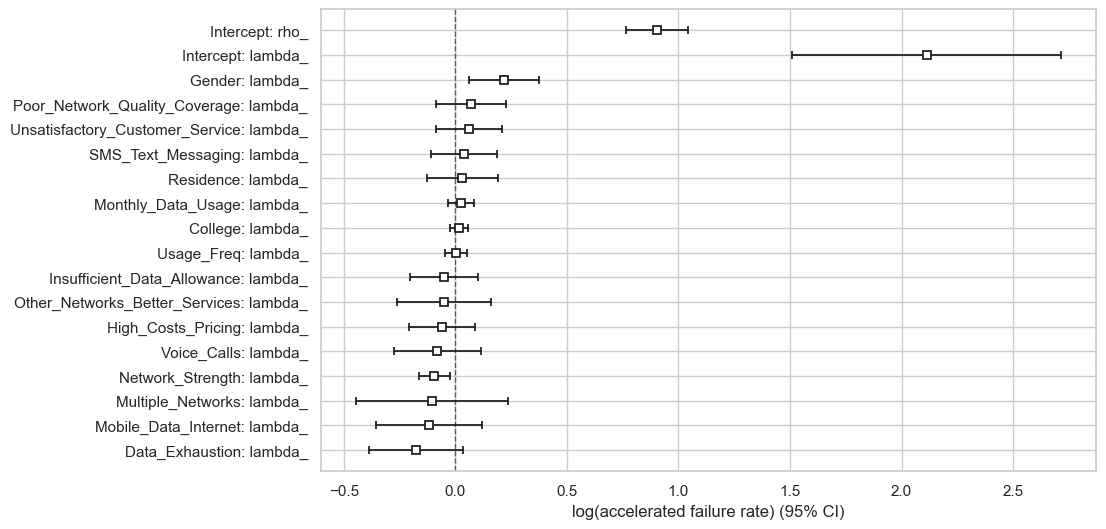 Intercept: rho_
Intercept: lambda_
Gender: lambda_
Poor_Network_Quality_Coverage: lambda_
Unsatisfactory_Customer_Service: lambda_
SMS_Text_Messaging: lambda_
Residence: lambda_
Monthly_Data_Usage: lambda_
College: lambda_
Usage_Freq: lambda_
Insufficient_Data_Allowance: lambda_
Other_Networks_Better_Services: lambda_
High_Costs_Pricing: lambda_
Voice_Calls: lambda_
Network_Strength: lambda_
Multiple_Networks: lambda_
Mobile_Data_Internet: lambda_
Data_Exhaustion: lambda_
−0.5 0.0 0.5 1.0 1.5 2.0 2.5
log(accelerated failure rate) (95% CI)